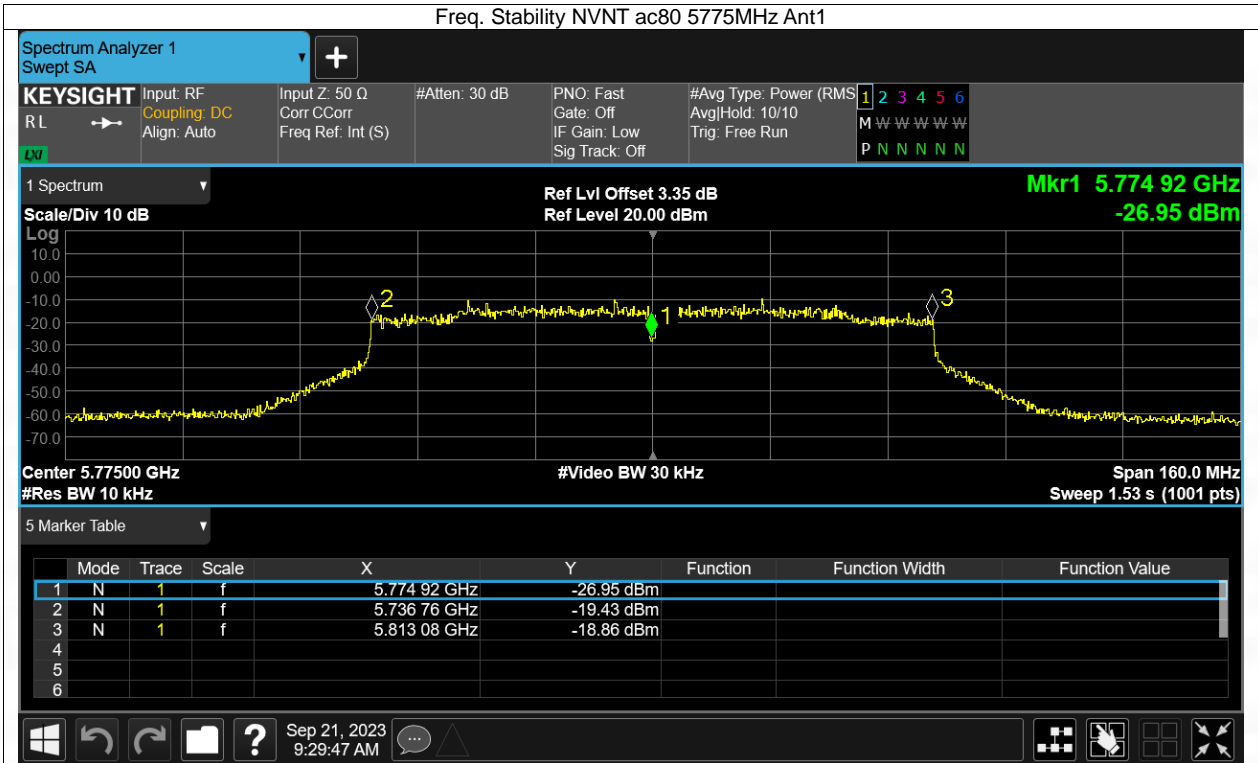 Freq. Stability NVNT ac80 5775MHz Ant1
Spectrum Analyzer 1
Swept SA
+
KEYSIGHT
RL
LXI
Input: RF
Coupling: DC
Align: Auto
Input Z: 50 Ω
Corr CCorr
Freq Ref: Int (S)
#Atten: 30 dB
PNO: Fast
Gate: Off
IF Gain: Low
Sig Track: Off
#Avg Type: Power (RMS
Avg|Hold: 10/10
Trig: Free Run
1 2 3 4 5 6
M W W W W W
P N N N N N
1 Spectrum
Scale/Div 10 dB
Ref Lvl Offset 3.35 dB
Ref Level 20.00 dBm
Mkr1 5.774 92 GHz
-26.95 dBm
Log
10.0
0.00
-10.0
-20.0
-30.0
-40.0
-50.0
-60.0
-70.0
2
1
3
Center 5.77500 GHz
#Video BW 30 kHz
Span 160.0 MHz
#Res BW 10 kHz
Sweep 1.53 s (1001 pts)
5 Marker Table
Mode Trace Scale X Y Function Function Width Function Value
1 N 1 f 5.774 92 GHz -26.95 dBm
2 N 1 f 5.736 76 GHz -19.43 dBm
3 N 1 f 5.813 08 GHz -18.86 dBm
4
5
6
?
Sep 21, 2023
9:29:47 AM